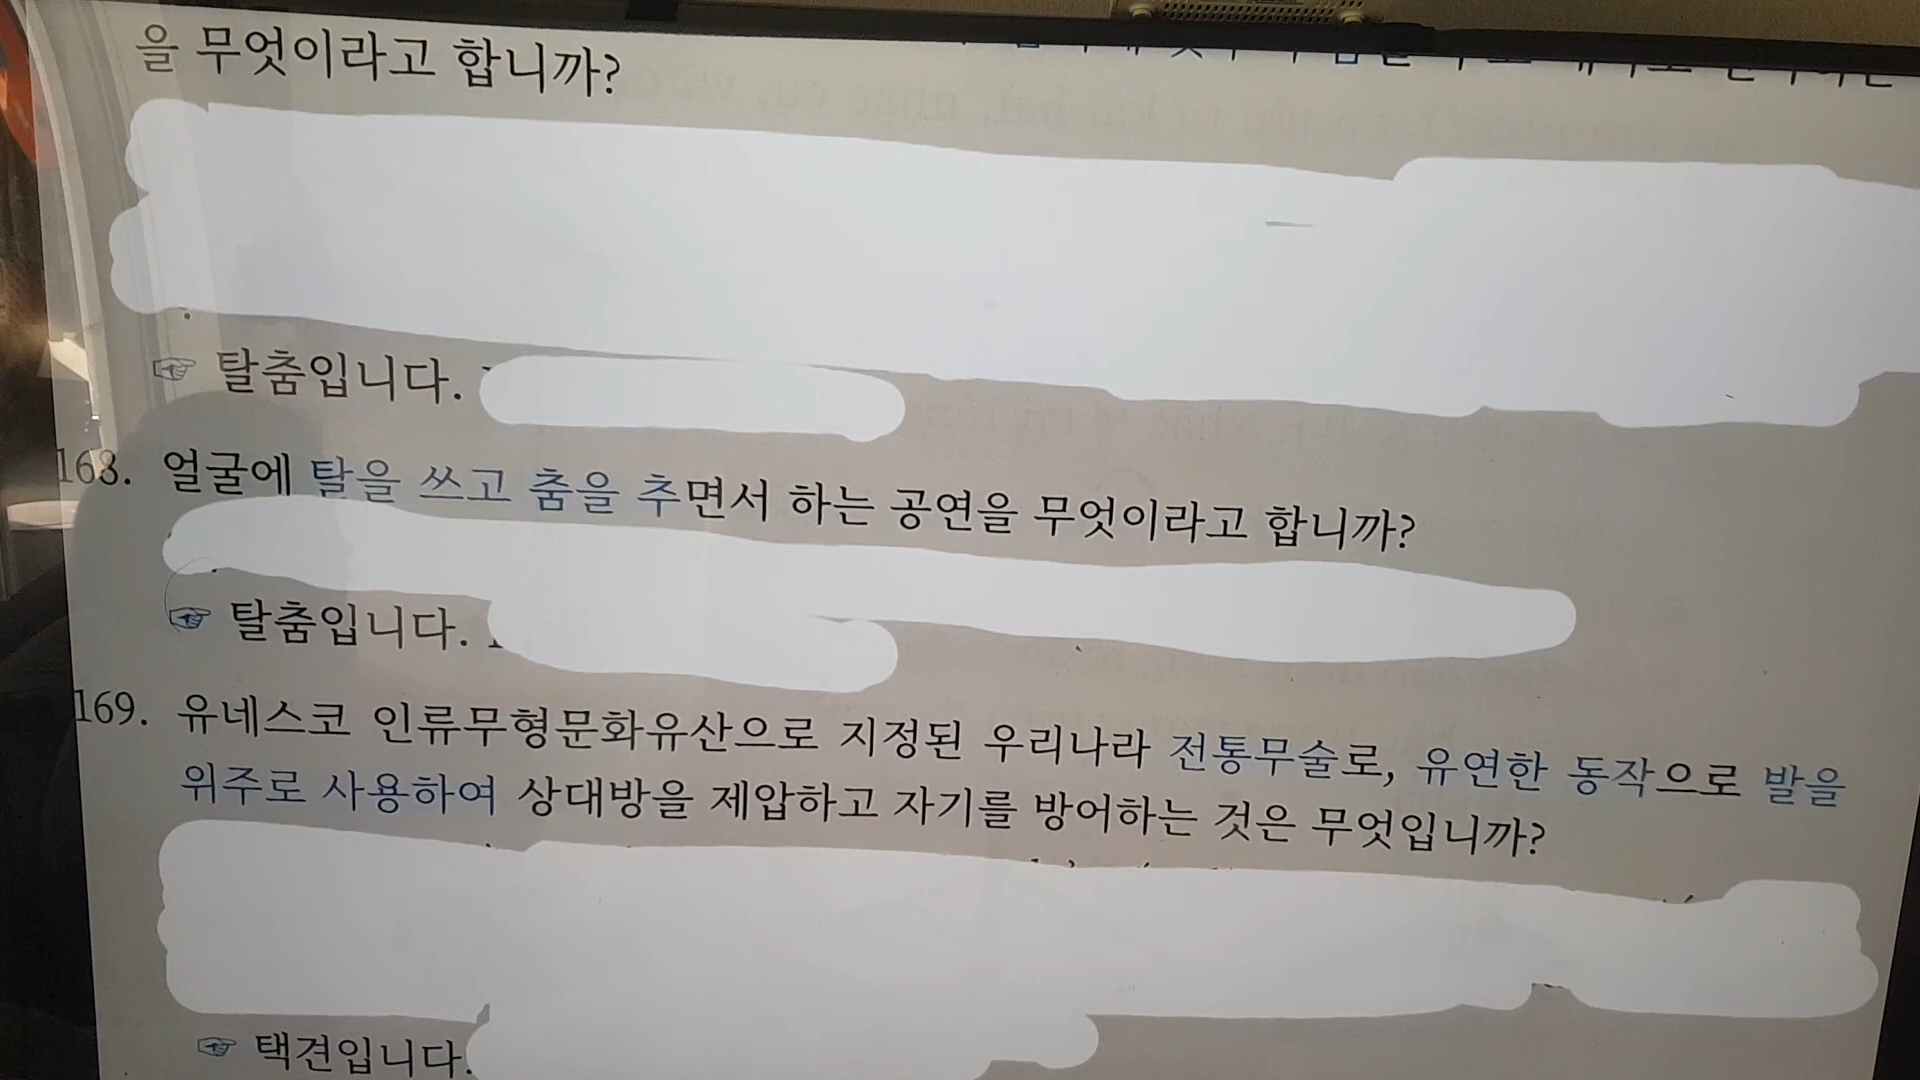 을 무엇이라고 합니까?
☞ 탈춤입니다.
168. 얼굴에 탈을 쓰고 춤을 추면서 하는 공연을 무엇이라고 합니까?
☞ 탈춤입니다.
169. 유네스코 인류무형문화유산으로 지정된 우리나라 전통무술로, 유연한 동작으로 발을
위주로 사용하여 상대방을 제압하고 자기를 방어하는 것은 무엇입니까?
☞ 택견입니다.